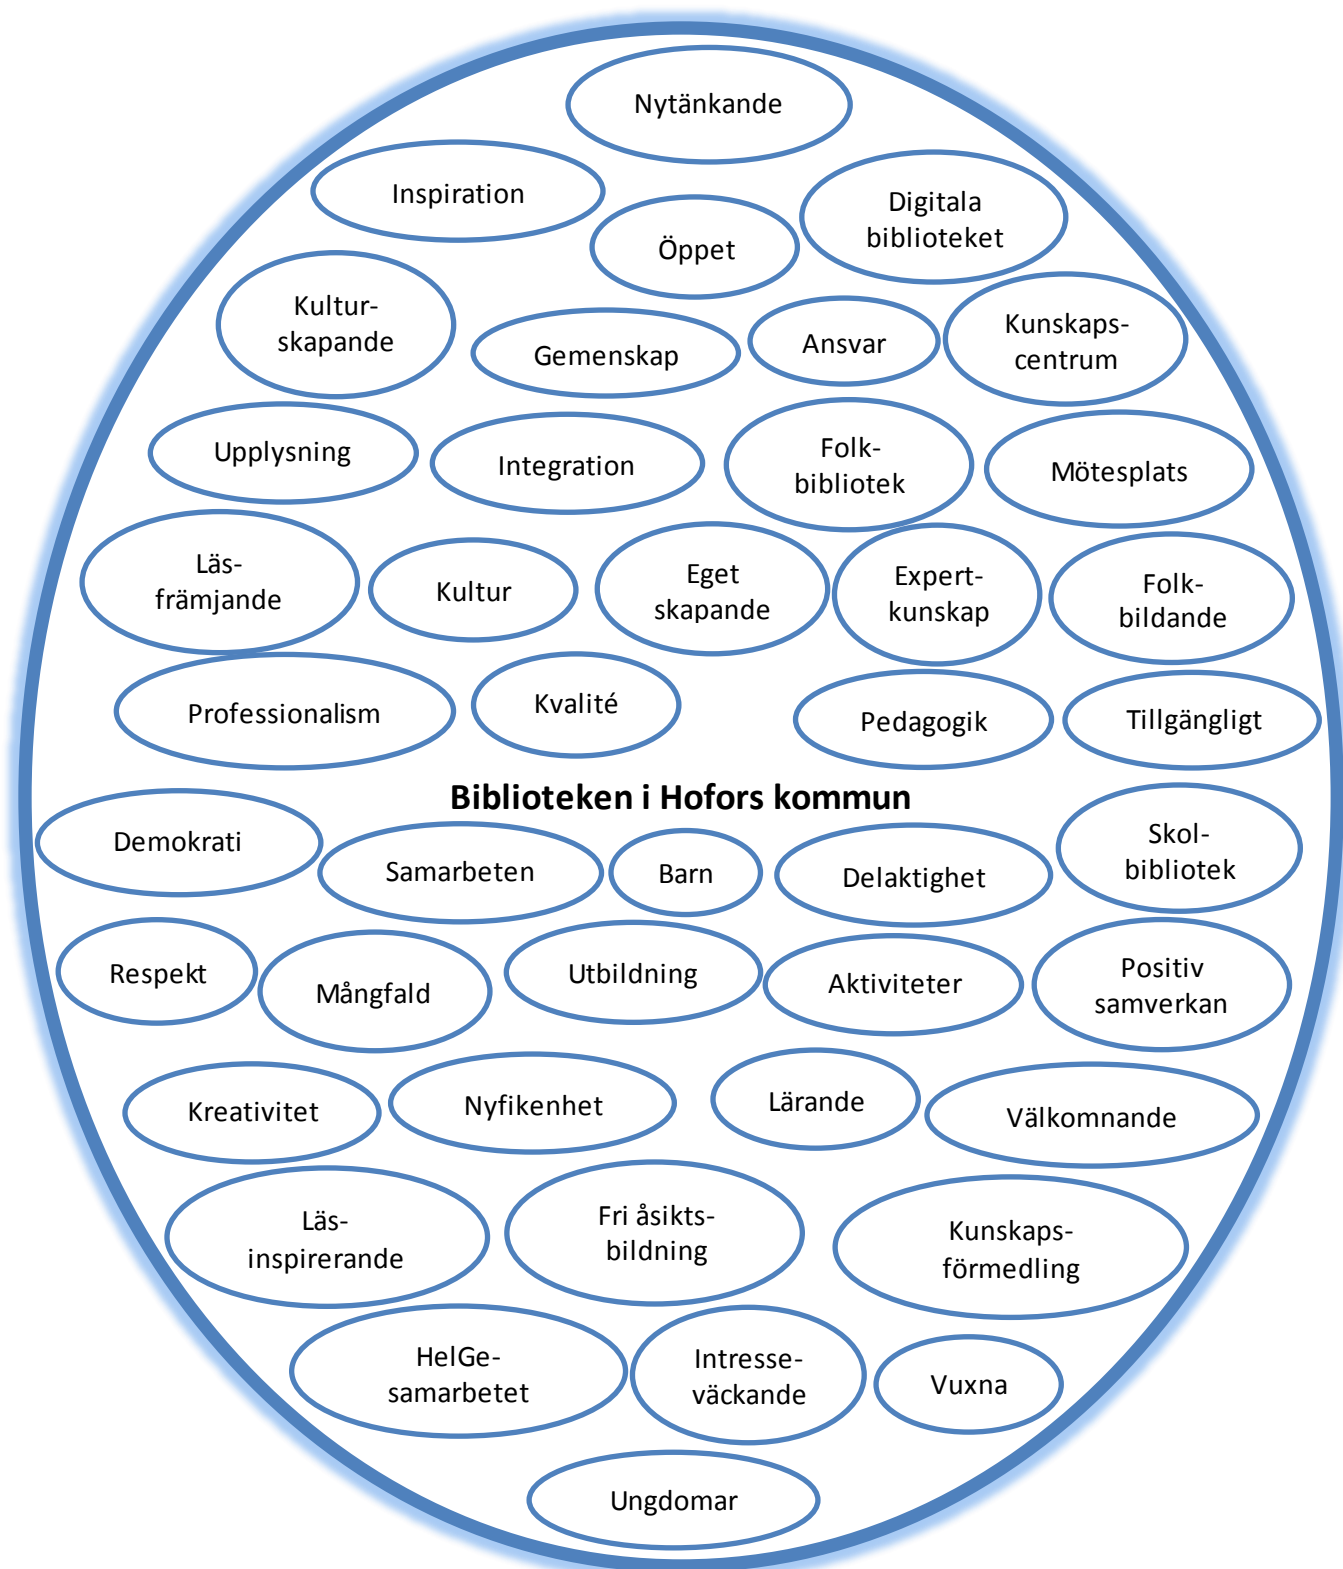 Nytänkande
Inspiration
Digitala
biblioteket
Öppet
Kultur-
skapande
Gemenskap
Ansvar
Kunskaps-
centrum
Upplysning
Integration
Folk-
bibliotek
Mötesplats
Läs-
främjande
Kultur
Eget
skapande
Expert-
kunskap
Folk-
bildande
Professionalism
Kvalité
Pedagogik
Tillgängligt
Biblioteken i Hofors kommun
Demokrati
Samarbeten
Barn
Delaktighet
Skol-
bibliotek
Respekt
Mångfald
Utbildning
Aktiviteter
Positiv
samverkan
Kreativitet
Nyfikenhet
Lärande
Välkomnande
Läs-
inspirerande
Fri åsikts-
bildning
Kunskaps-
förmedling
HelGe-
samarbetet
Intresse-
väckande
Vuxna
Ungdomar